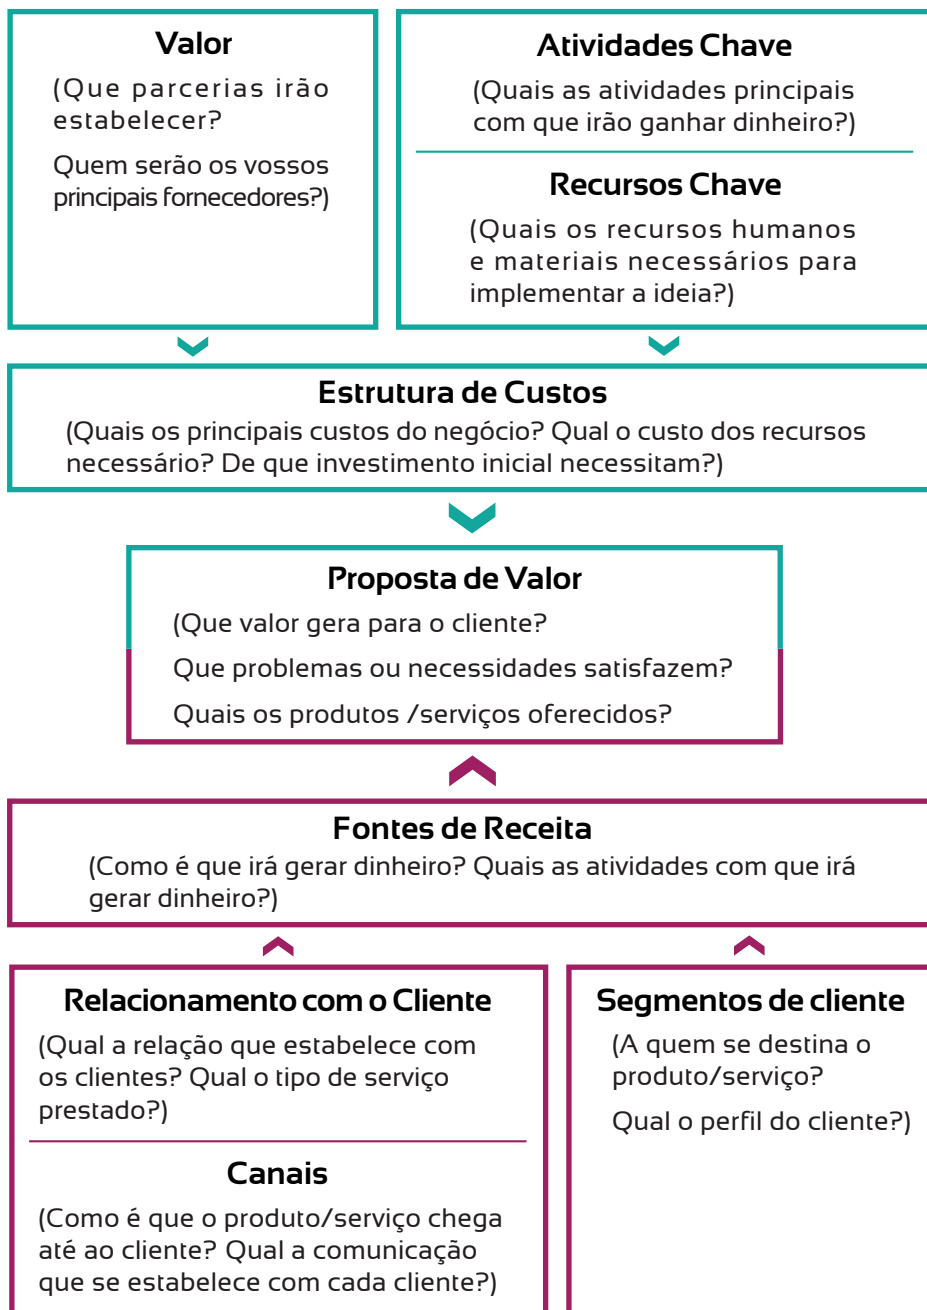 Valor
(Que parcerias irão
estabelecer?
Quem serão os vossos
principais fornecedores?)
Atividades Chave
(Quais as atividades principais
com que irão ganhar dinheiro?)
Recursos Chave
(Quais os recursos humanos
e materiais necessários para
implementar a ideia?)
Estrutura de Custos
(Quais os principais custos do negócio? Qual o custo dos recursos
necessário? De que investimento inicial necessitam?)
Proposta de Valor
(Que valor gera para o cliente?
Que problemas ou necessidades satisfazem?
Quais os produtos /serviços oferecidos?
Fontes de Receita
(Como é que irá gerar dinheiro? Quais as atividades com que irá
gerar dinheiro?)
Relacionamento com o Cliente
(Qual a relação que estabelece com
os clientes? Qual o tipo de serviço
prestado?)
Canais
(Como é que o produto/serviço chega
até ao cliente? Qual a comunicação
que se estabelece com cada cliente?)
Segmentos de cliente
(A quem se destina o
produto/serviço?
Qual o perfil do cliente?)